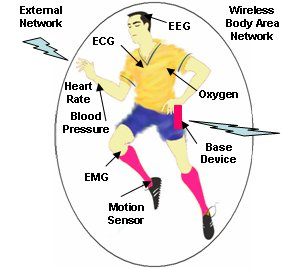 External
Network
Wireless
Body Area
Network
EEG
ECG
Oxygen
Heart
Rate
Blood
Pressure
Base
Device
EMG
Motion
Sensor